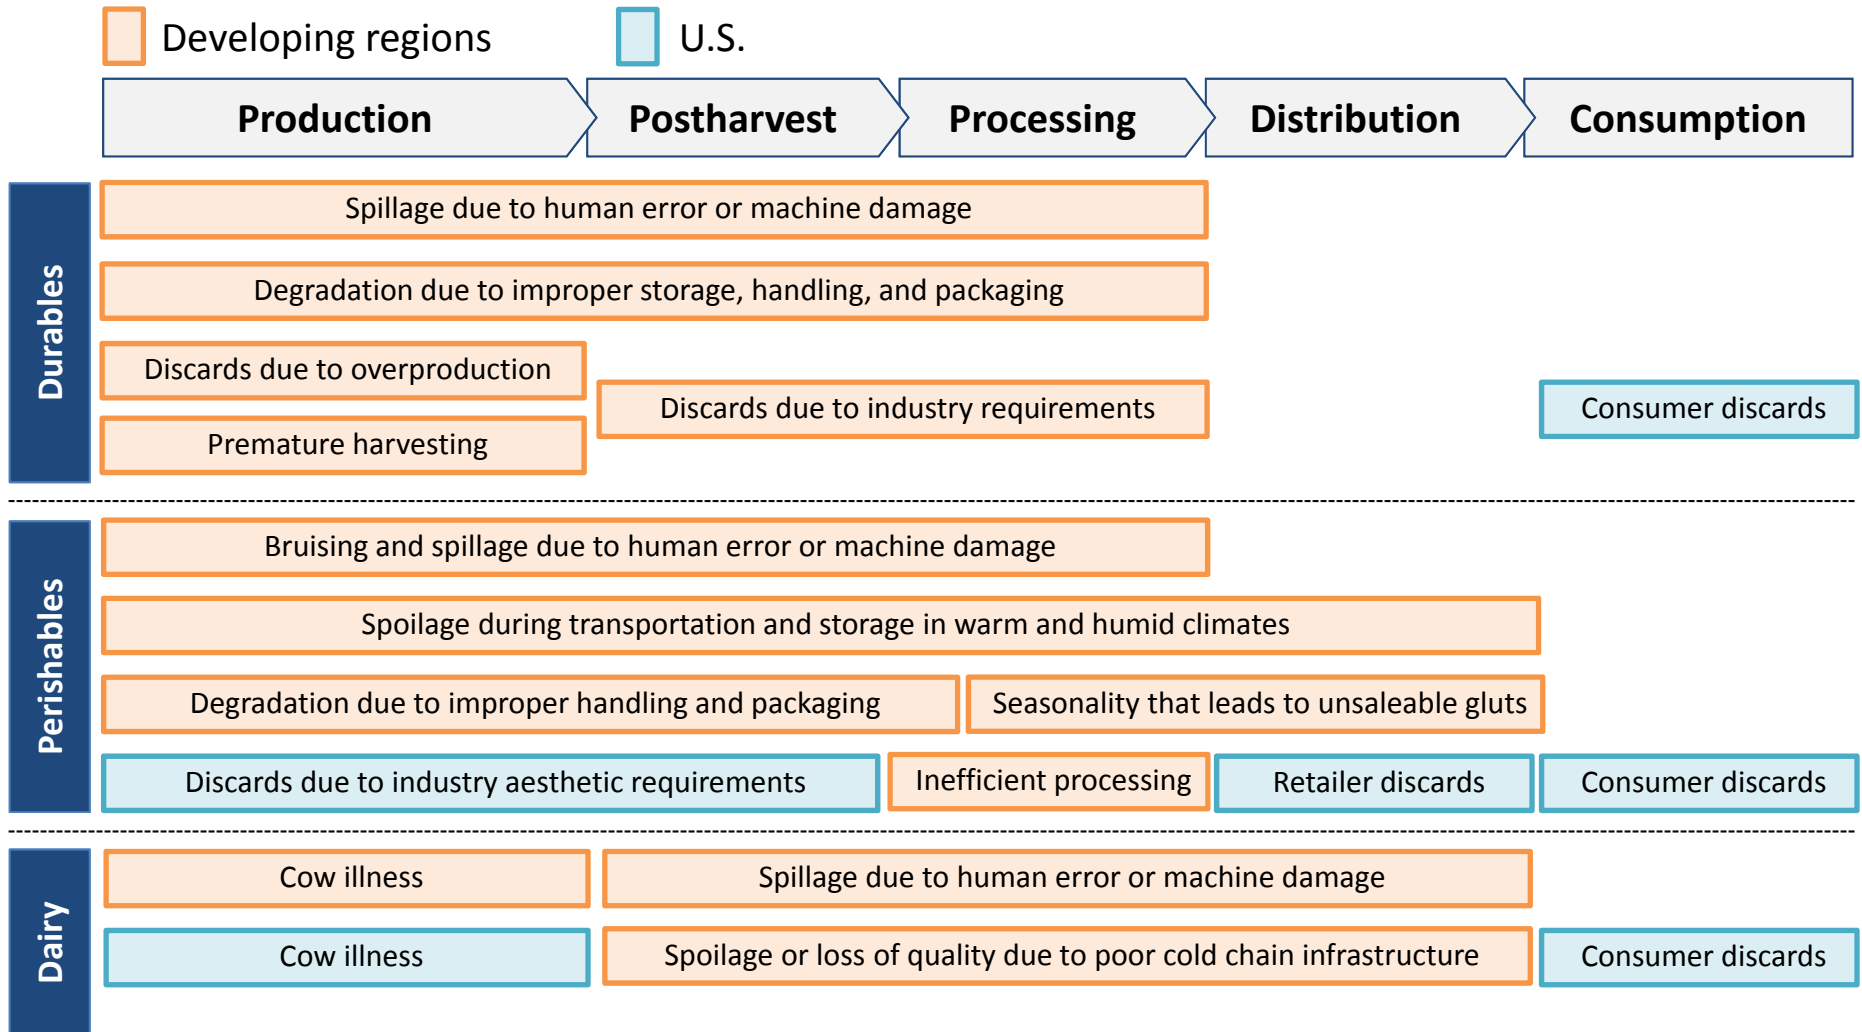 Developing regions
U.S.
Production
Postharvest
Processing
Distribution
Consumption
Durables
Spillage due to human error or machine damage
Degradation due to improper storage, handling, and packaging
Discards due to overproduction
Discards due to industry requirements
Consumer discards
Premature harvesting
Perishables
Bruising and spillage due to human error or machine damage
Spoilage during transportation and storage in warm and humid climates
Degradation due to improper handling and packaging
Seasonality that leads to unsaleable gluts
Discards due to industry aesthetic requirements
Inefficient processing
Retailer discards
Consumer discards
Dairy
Cow illness
Spillage due to human error or machine damage
Cow illness
Spoilage or loss of quality due to poor cold chain infrastructure
Consumer discards